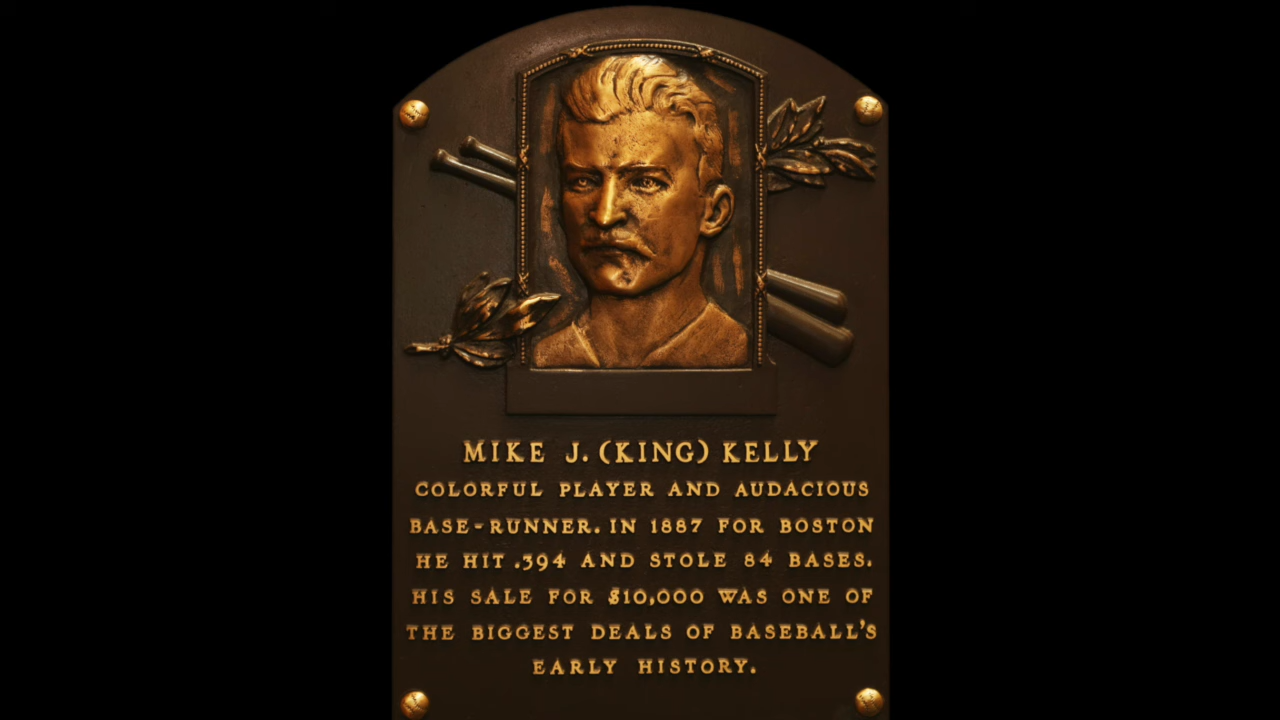 MIKE J. (KING) KELLY
COLORFUL PLAYER AND AUDACIOUS
BASE-RUNNER. IN 1887 FOR BOSTON
HE HIT .394 AND STOLE 84 BASES.
HIS SALE FOR $10,000 WAS ONE OF
THE BIGGEST DEALS OF BASEBALL'S
EARLY HISTORY.